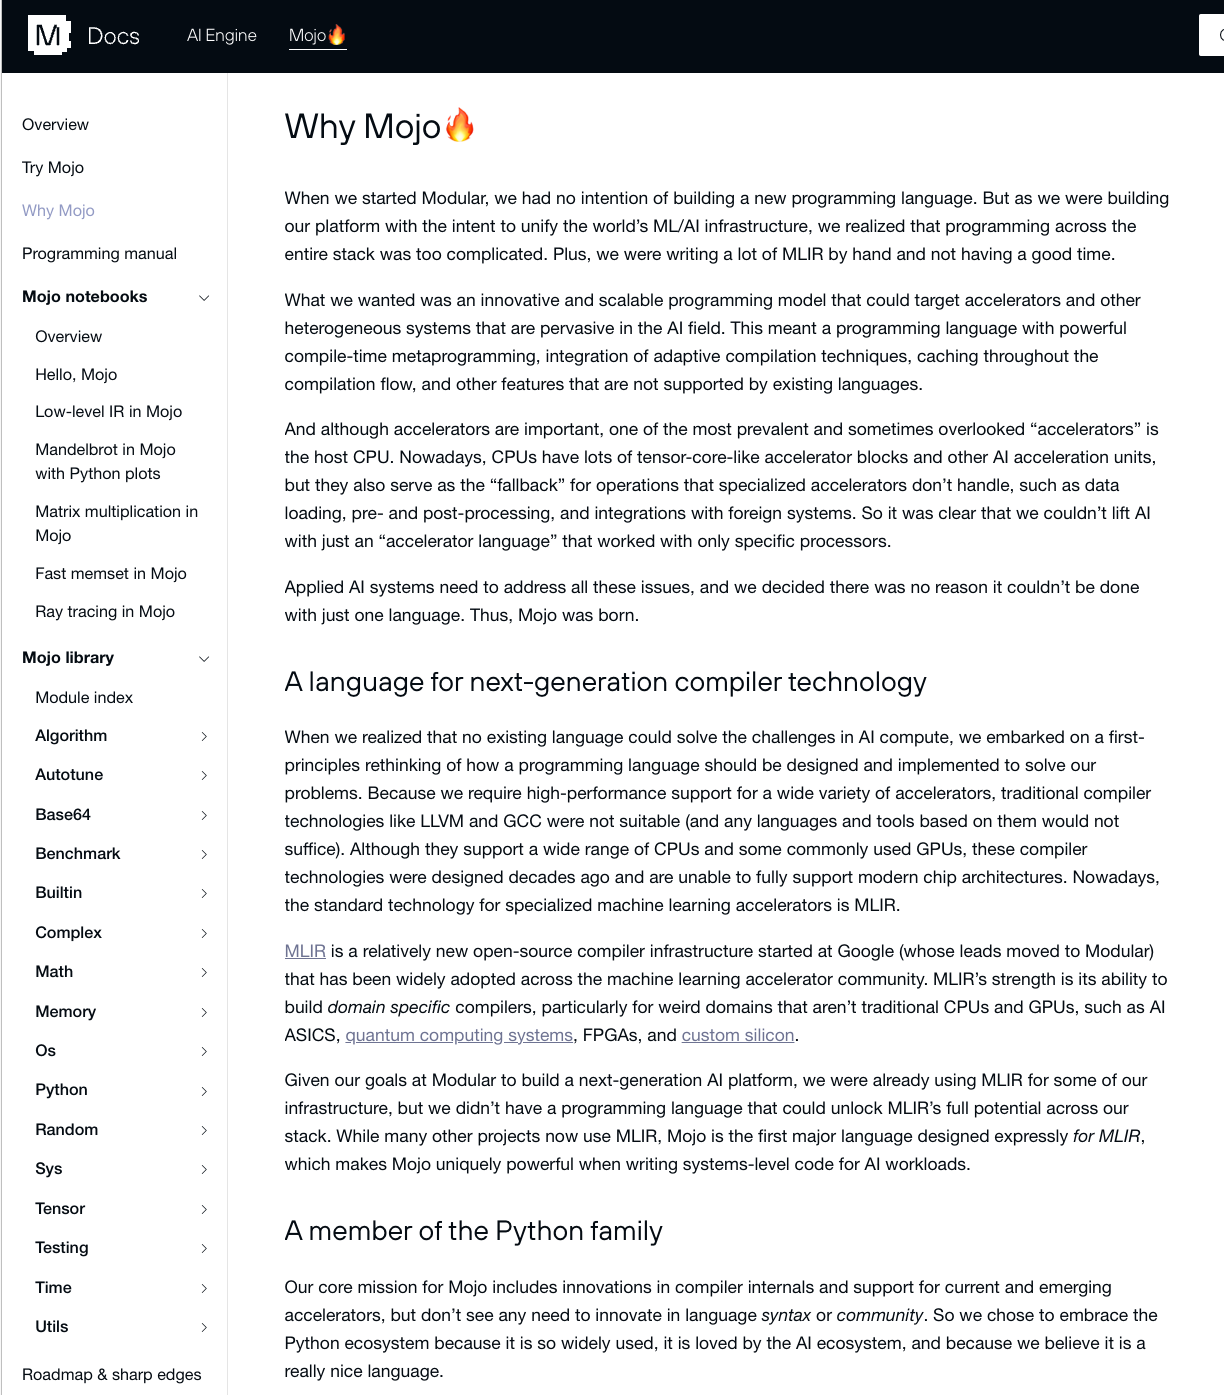 M Docs AI Engine Mojo🔥
Overview
Try Mojo
Why Mojo
Programming manual
Mojo notebooks
Overview
Hello, Mojo
Low-level IR in Mojo
Mandelbrot in Mojo
with Python plots
Matrix multiplication in
Mojo
Fast memset in Mojo
Ray tracing in Mojo
Mojo library
Module index
Algorithm
Autotune
Base64
Benchmark
Builtin
Complex
Math
Memory
Os
Python
Random
Sys
Tensor
Testing
Time
Utils
Roadmap & sharp edges
Why Mojo🔥
When we started Modular, we had no intention of building a new programming language. But as we were building
our platform with the intent to unify the world’s ML/AI infrastructure, we realized that programming across the
entire stack was too complicated. Plus, we were writing a lot of MLIR by hand and not having a good time.
What we wanted was an innovative and scalable programming model that could target accelerators and other
heterogeneous systems that are pervasive in the AI field. This meant a programming language with powerful
compile-time metaprogramming, integration of adaptive compilation techniques, caching throughout the
compilation flow, and other features that are not supported by existing languages.
And although accelerators are important, one of the most prevalent and sometimes overlooked “accelerators” is
the host CPU. Nowadays, CPUs have lots of tensor-core-like accelerator blocks and other AI acceleration units,
but they also serve as the “fallback” for operations that specialized accelerators don’t handle, such as data
loading, pre- and post-processing, and integrations with foreign systems. So it was clear that we couldn’t lift AI
with just an “accelerator language” that worked with only specific processors.
Applied AI systems need to address all these issues, and we decided there was no reason it couldn’t be done
with just one language. Thus, Mojo was born.
A language for next-generation compiler technology
When we realized that no existing language could solve the challenges in AI compute, we embarked on a first-
principles rethinking of how a programming language should be designed and implemented to solve our
problems. Because we require high-performance support for a wide variety of accelerators, traditional compiler
technologies like LLVM and GCC were not suitable (and any languages and tools based on them would not
suffice). Although they support a wide range of CPUs and some commonly used GPUs, these compiler
technologies were designed decades ago and are unable to fully support modern chip architectures. Nowadays,
the standard technology for specialized machine learning accelerators is MLIR.
MLIR is a relatively new open-source compiler infrastructure started at Google (whose leads moved to Modular)
that has been widely adopted across the machine learning accelerator community. MLIR’s strength is its ability to
build domain specific compilers, particularly for weird domains that aren’t traditional CPUs and GPUs, such as AI
ASICS, quantum computing systems, FPGAs, and custom silicon.
Given our goals at Modular to build a next-generation AI platform, we were already using MLIR for some of our
infrastructure, but we didn’t have a programming language that could unlock MLIR’s full potential across our
stack. While many other projects now use MLIR, Mojo is the first major language designed expressly for MLIR,
which makes Mojo uniquely powerful when writing systems-level code for AI workloads.
A member of the Python family
Our core mission for Mojo includes innovations in compiler internals and support for current and emerging
accelerators, but don’t see any need to innovate in language syntax or community. So we chose to embrace the
Python ecosystem because it is so widely used, it is loved by the AI ecosystem, and because we believe it is a
really nice language.